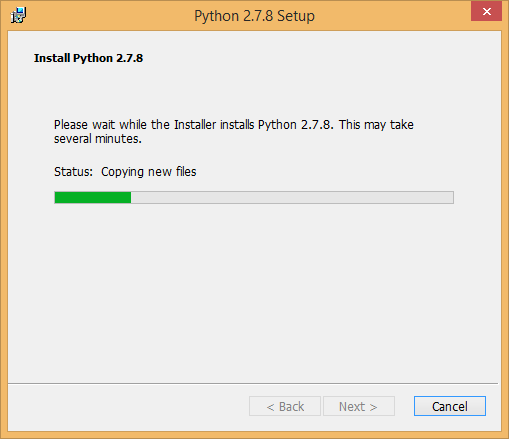 Python 2.7.8 Setup
Install Python 2.7.8
Please wait while the Installer installs Python 2.7.8. This may take
several minutes.
Status: Copying new files
< Back
Next >
Cancel